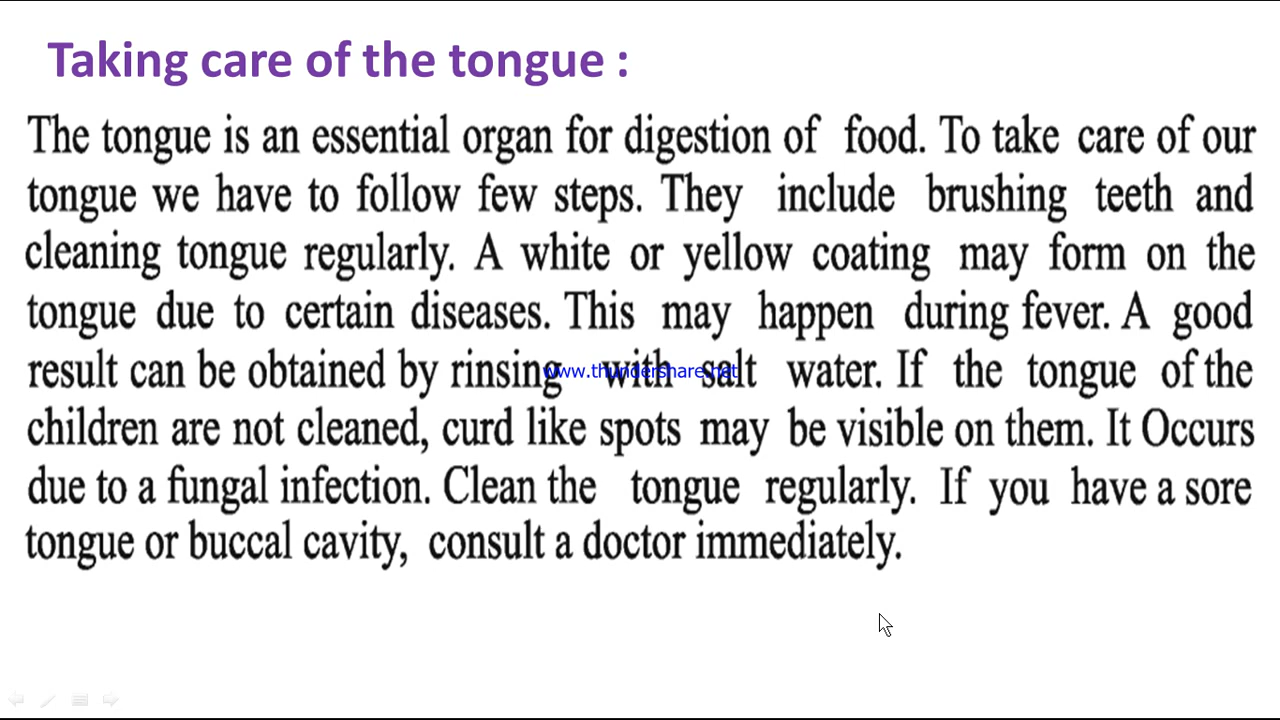 Taking care of the tongue :
The tongue is an essential organ for digestion of food. To take care of our
tongue we have to follow few steps. They include brushing teeth and
cleaning tongue regularly. A white or yellow coating may form on the
tongue due to certain diseases. This may happen during fever. A good
result can be obtained by rinsing with salt water. If the tongue of the
www.thundershare.net
children are not cleaned, curd like spots may be visible on them. It Occurs
due to a fungal infection. Clean the tongue regularly. If you have a sore
tongue or buccal cavity, consult a doctor immediately.